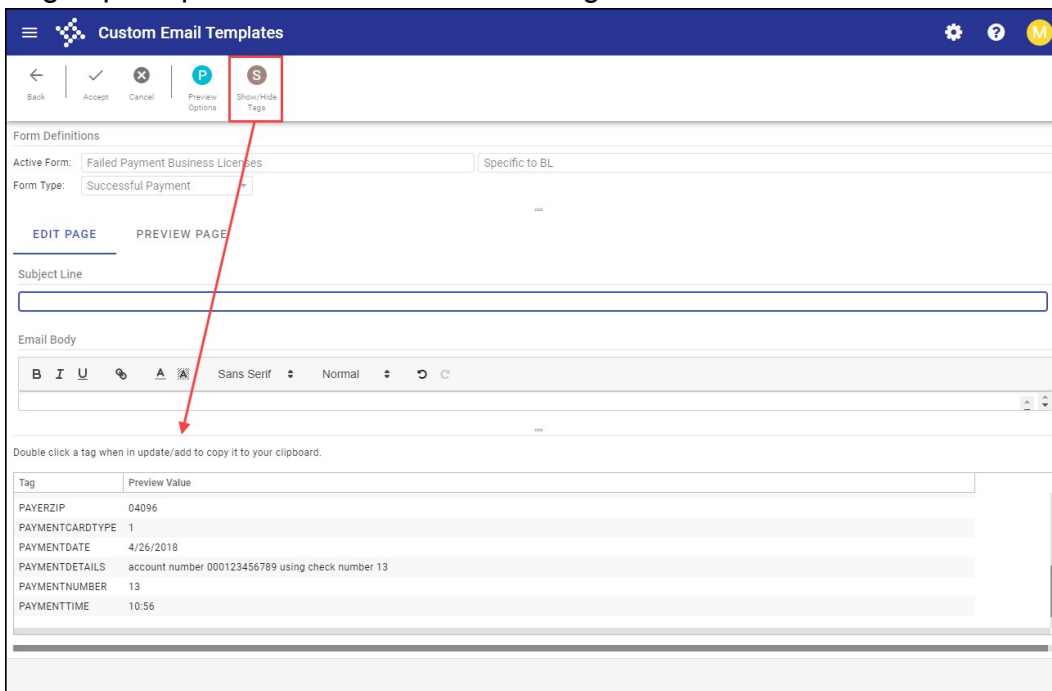 Custom Email Templates
M
Back
Accept
Cancel
P
Preview Options
S
Show/Hide Tags
Form Definitions
Active Form: Failed Payment Business Licenses Specific to BL
Form Type: Successful Payment
EDIT PAGE PREVIEW PAGE
Subject Line
Email Body
B I U A A Sans Serif Normal
Double click a tag when in update/add to copy it to your clipboard.
Tag Preview Value
PAYERZIP 04096
PAYMENTCARDTYPE 1
PAYMENTDATE 4/26/2018
PAYMENTDETAILS account number 000123456789 using check number 13
PAYMENTNUMBER 13
PAYMENTTIME 10:56